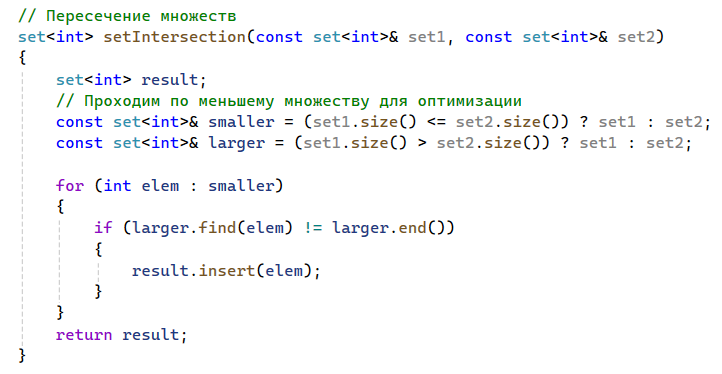 // Пересечение множеств
set<int> setIntersection(const set<int>& set1, const set<int>& set2)
{
    set<int> result;
    // Проходим по меньшему множеству для оптимизации
    const set<int>& smaller = (set1.size() <= set2.size()) ? set1 : set2;
    const set<int>& larger = (set1.size() > set2.size()) ? set1 : set2;

    for (int elem : smaller)
    {
        if (larger.find(elem) != larger.end())
        {
            result.insert(elem);
        }
    }
    return result;
}